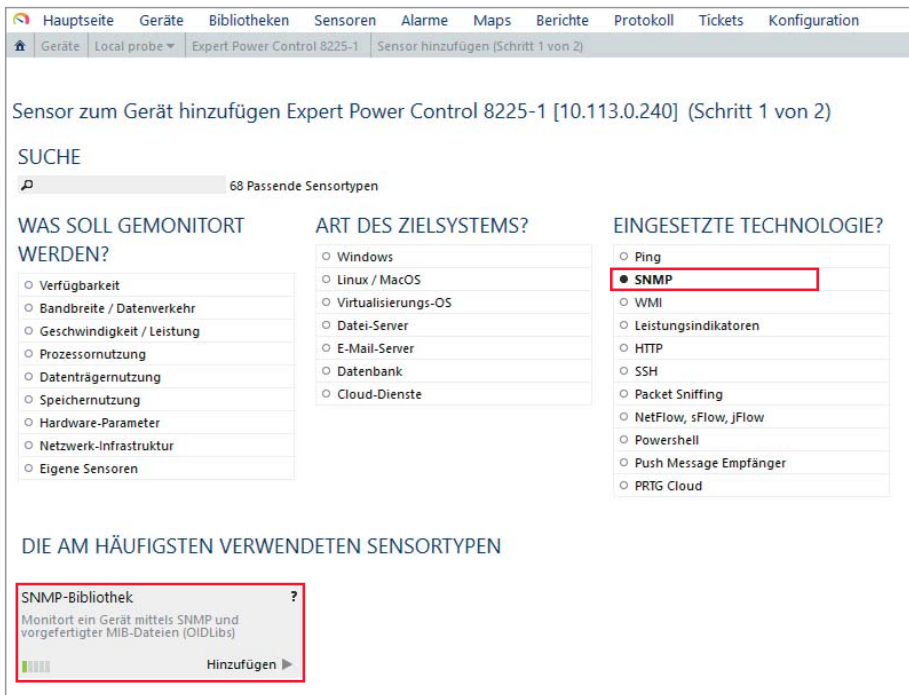 Hauptseite Geräte Bibliotheken Sensoren Alarme Maps Berichte Protokoll Tickets Konfiguration
Geräte Local probe Expert Power Control 8225-1 Sensor hinzufügen (Schritt 1 von 2)
Sensor zum Gerät hinzufügen Expert Power Control 8225-1 [10.113.0.240] (Schritt 1 von 2)
SUCHE
68 Passende Sensortypen
WAS SOLL GEMONITORT
WERDEN?
Verfügbarkeit
Bandbreite / Datenverkehr
Geschwindigkeit / Leistung
Prozessornutzung
Datenträgernutzung
Speichernutzung
Hardware-Parameter
Netzwerk-Infrastruktur
Eigene Sensoren
ART DES ZIELSYSTEMS?
Windows
Linux / MacOS
Virtualisierungs-OS
Datei-Server
E-Mail-Server
Datenbank
Cloud-Dienste
EINGESETZTE TECHNOLOGIE?
Ping
SNMP
WMI
Leistungsindikatoren
HTTP
SSH
Packet Sniffing
NetFlow, sFlow, jFlow
Powershell
Push Message Empfänger
PRTG Cloud
DIE AM HÄUFIGSTEN VERWENDETEN SENSORTYPEN
SNMP-Bibliothek ?
Monitort ein Gerät mittels SNMP und
vorgefertigter MIB-Dateien (OIDLibs)
Hinzufügen